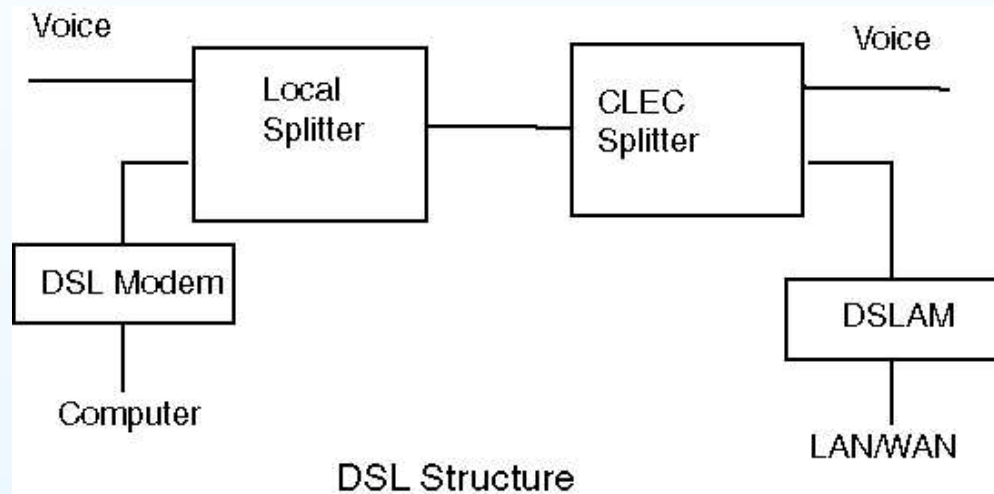 Voice
Voice
Local
Splitter
CLEC
Splitter
DSL Modem
DSLAM
Computer
LAN/WAN
DSL Structure